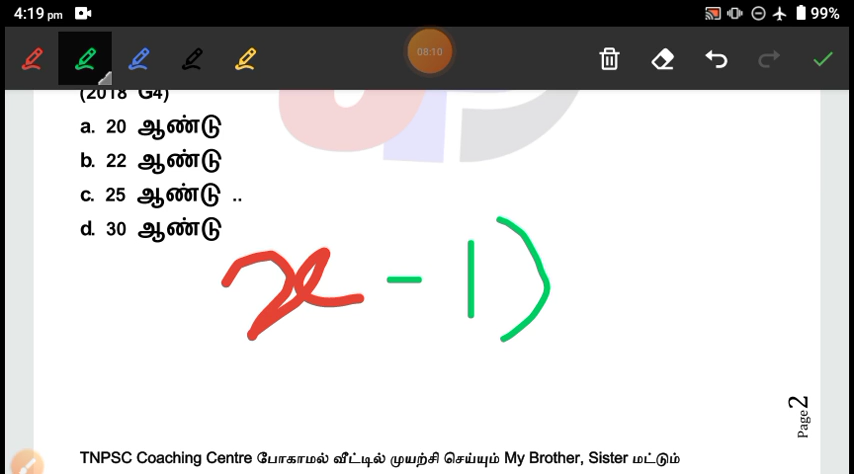 4:19 pm 99%
08:10
(2018 G4)
a. 20 ஆண்டு
b. 22 ஆண்டு
c. 25 ஆண்டு ..
d. 30 ஆண்டு
x - 1)
Page 2
TNPSC Coaching Centre போகாமல் வீட்டில் முயற்சி செய்யும் My Brother, Sister மட்டும்